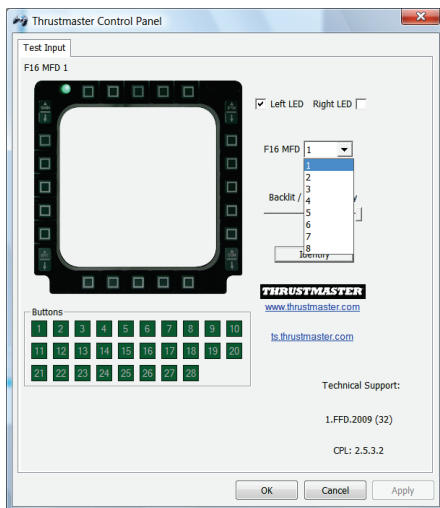 Thrustmaster Control Panel
Test Input
F16 MFD 1
Left LED Right LED
F16 MFD 1
1
2
3
4
5
6
7
8
Backlit /
Identify
THRUSTMASTER
www.thrustmaster.com
ts.thrustmaster.com
Buttons
1 2 3 4 5 6 7 8 9 10
11 12 13 14 15 16 17 18 19 20
21 22 23 24 25 26 27 28
Technical Support:
1.FFD.2009 (32)
CPL: 2.5.3.2
OK Cancel Apply